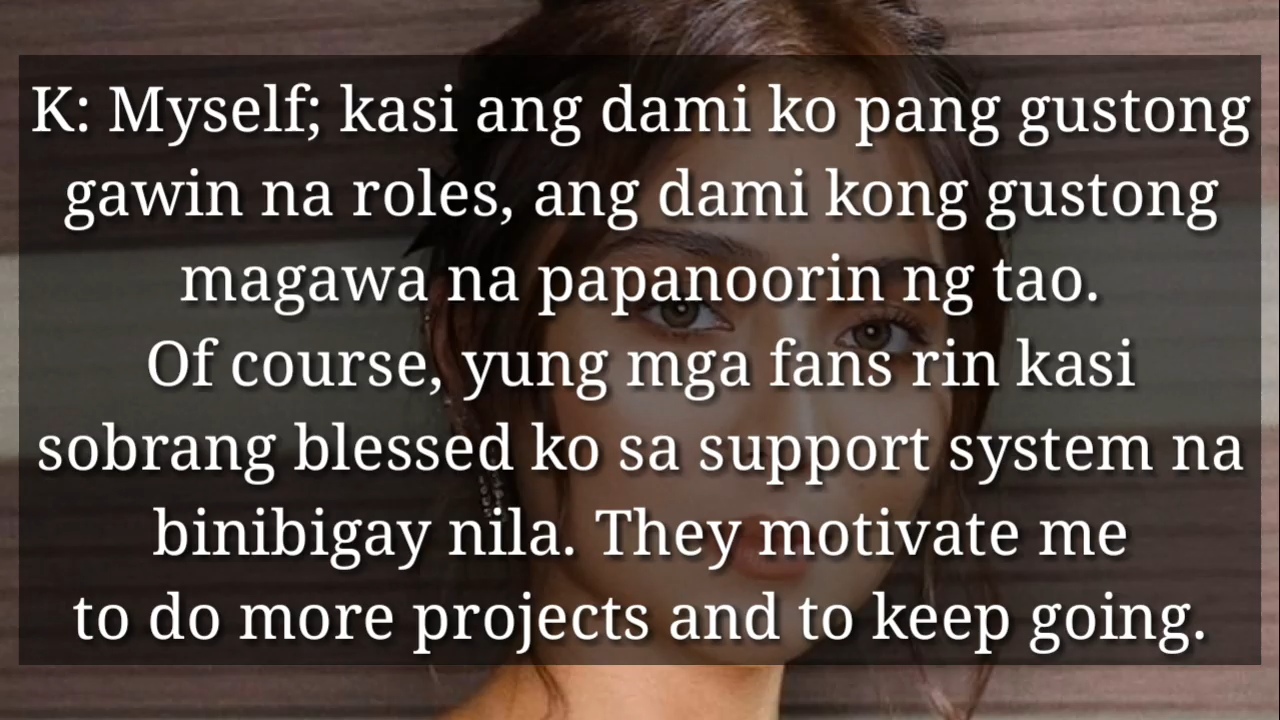 K: Myself; kasi ang dami ko pang gustong
gawin na roles, ang dami kong gustong
magawa na papanoorin ng tao.
Of course, yung mga fans rin kasi
sobrang blessed ko sa support system na
binibigay nila. They motivate me
to do more projects and to keep going.